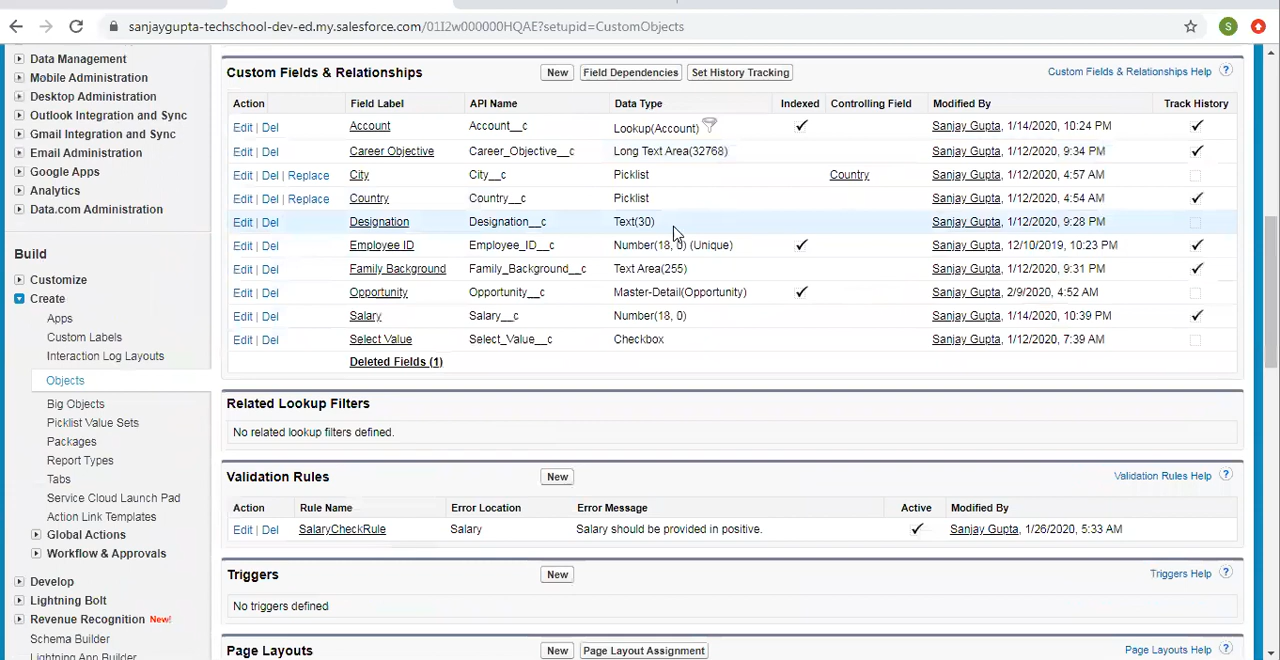 sanjaygupta-techschool-dev-ed.my.salesforce.com/01I2w000000HQAE?setupid=CustomObjects
S
Data Management
Mobile Administration
Desktop Administration
Outlook Integration and Sync
Gmail Integration and Sync
Email Administration
Google Apps
Analytics
Data.com Administration
Build
Customize
Create
Apps
Custom Labels
Interaction Log Layouts
Objects
Big Objects
Picklist Value Sets
Packages
Report Types
Tabs
Service Cloud Launch Pad
Action Link Templates
Global Actions
Workflow & Approvals
Develop
Lightning Bolt
Revenue Recognition New!
Schema Builder
Lightning App Builder
Custom Fields & Relationships New Field Dependencies Set History Tracking Custom Fields & Relationships Help ?
Action Field Label API Name Data Type Indexed Controlling Field Modified By Track History
Edit | Del Account Account__c Lookup(Account) Sanjay Gupta, 1/14/2020, 10:24 PM
Edit | Del Career Objective Career_Objective__c Long Text Area(32768) Sanjay Gupta, 1/12/2020, 9:34 PM
Edit | Del | Replace City City__c Picklist Country Sanjay Gupta, 1/12/2020, 4:57 AM
Edit | Del | Replace Country Country__c Picklist Sanjay Gupta, 1/12/2020, 4:54 AM
Edit | Del Designation Designation__c Text(30) Sanjay Gupta, 1/12/2020, 9:28 PM
Edit | Del Employee ID Employee_ID__c Number(18, 0) (Unique) Sanjay Gupta, 12/10/2019, 10:23 PM
Edit | Del Family Background Family_Background__c Text Area(255) Sanjay Gupta, 1/12/2020, 9:31 PM
Edit | Del Opportunity Opportunity__c Master-Detail(Opportunity) Sanjay Gupta, 2/9/2020, 4:52 AM
Edit | Del Salary Salary__c Number(18, 0) Sanjay Gupta, 1/14/2020, 10:39 PM
Edit | Del Select Value Select_Value__c Checkbox Sanjay Gupta, 1/12/2020, 7:39 AM
Deleted Fields (1)
Related Lookup Filters
No related lookup filters defined.
Validation Rules New Validation Rules Help ?
Action Rule Name Error Location Error Message Active Modified By
Edit | Del SalaryCheckRule Salary Salary should be provided in positive. Sanjay Gupta, 1/26/2020, 5:33 AM
Triggers New Triggers Help ?
No triggers defined
Page Layouts New Page Layout Assignment Page Layouts Help ?